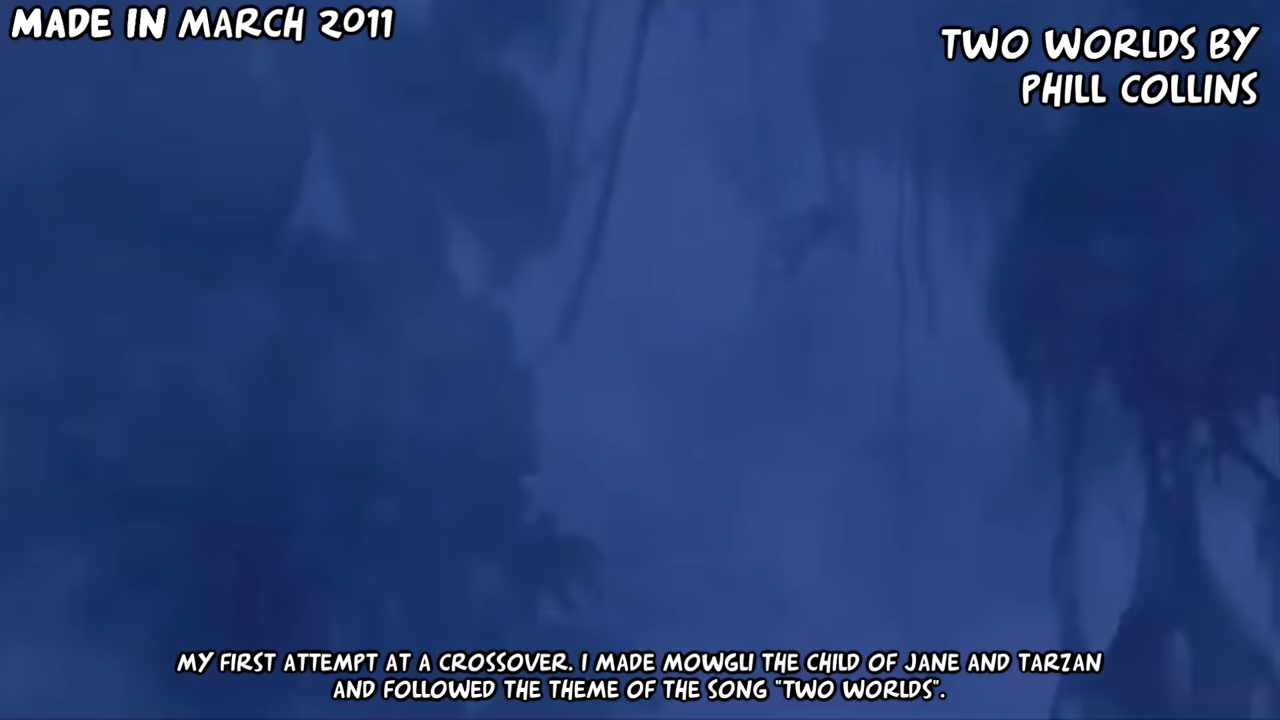 MADE IN MARCH 2011
TWO WORLDS BY
PHILL COLLINS
MY FIRST ATTEMPT AT A CROSSOVER. I MADE MOWGLI THE CHILD OF JANE AND TARZAN
AND FOLLOWED THE THEME OF THE SONG "TWO WORLDS".